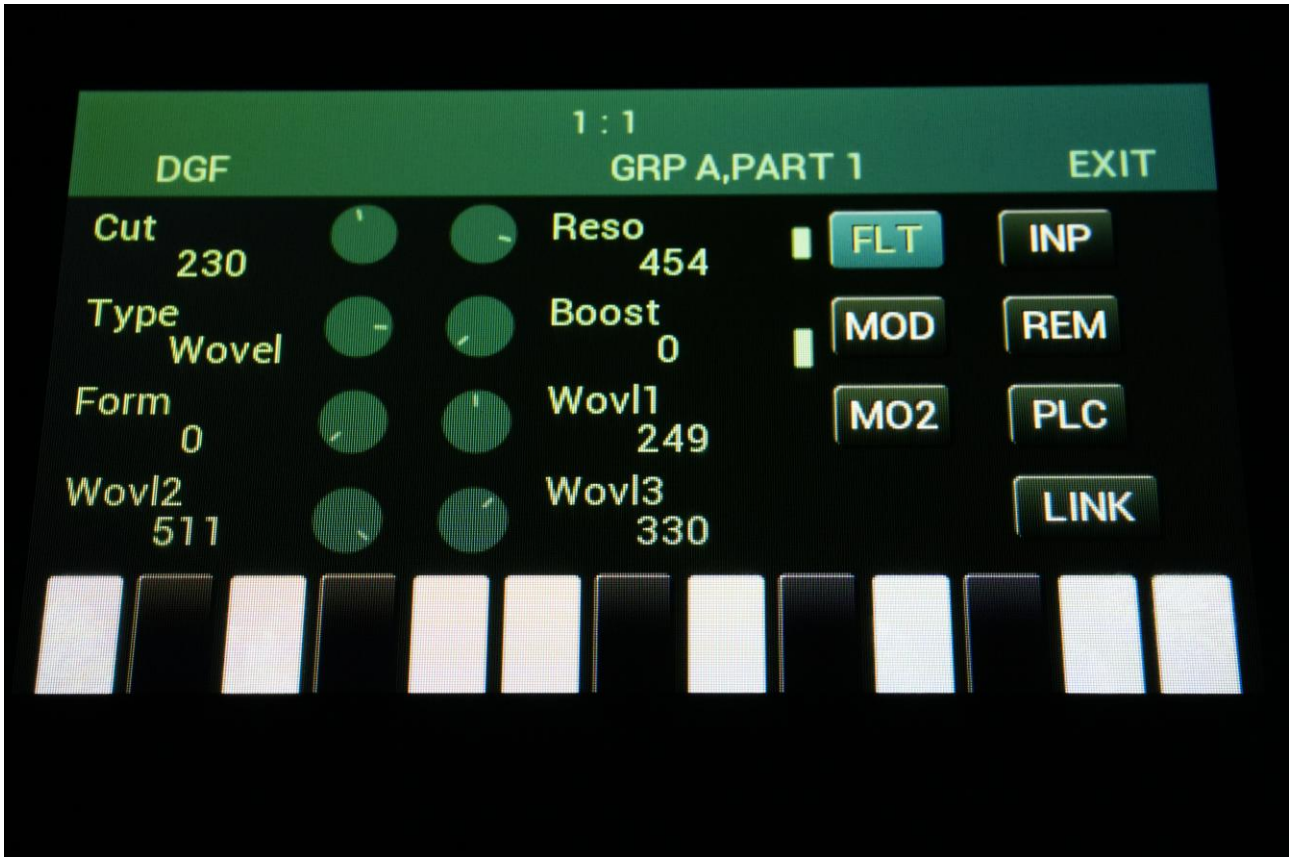 1 : 1
DGF GRP A,PART 1 EXIT
Cut Reso FLT INP
230 454
Type Boost MOD REM
Wovel 0
Form Wovl1 MO2 PLC
0 249
Wovl2 Wovl3 LINK
511 330